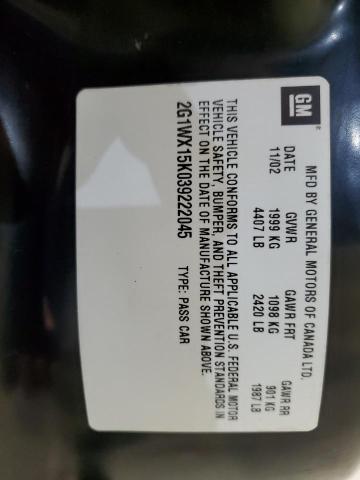 GM
MFD BY GENERAL MOTORS OF CANADA LTD.
DATE GVWR GAWR FRT GAWR RR
11/02 1999 KG 1098 KG 901 KG
4407 LB 2420 LB 1987 LB
THIS VEHICLE CONFORMS TO ALL APPLICABLE U.S. FEDERAL MOTOR
VEHICLE SAFETY, BUMPER, AND THEFT PREVENTION STANDARDS IN
EFFECT ON THE DATE OF MANUFACTURE SHOWN ABOVE.
2G1WX15K039222045 TYPE: PASS CAR